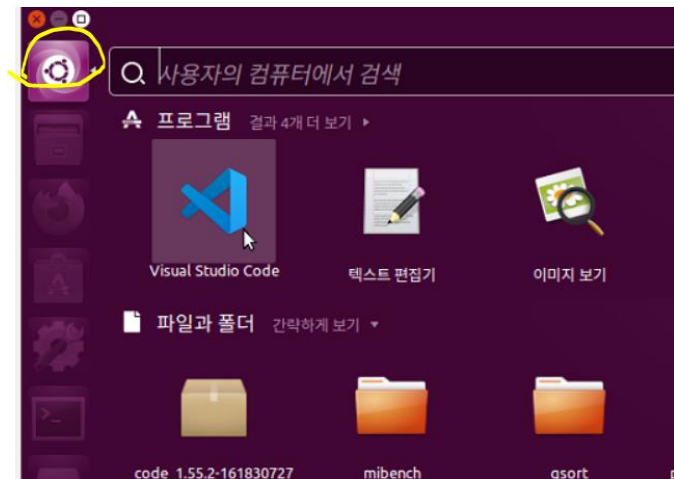 사용자의 컴퓨터에서 검색
프로그램 결과 4개 더 보기
Visual Studio Code
텍스트 편집기
이미지 보기
파일과 폴더 간략하게 보기
code_1.55.2-161830727
mibench
qsort